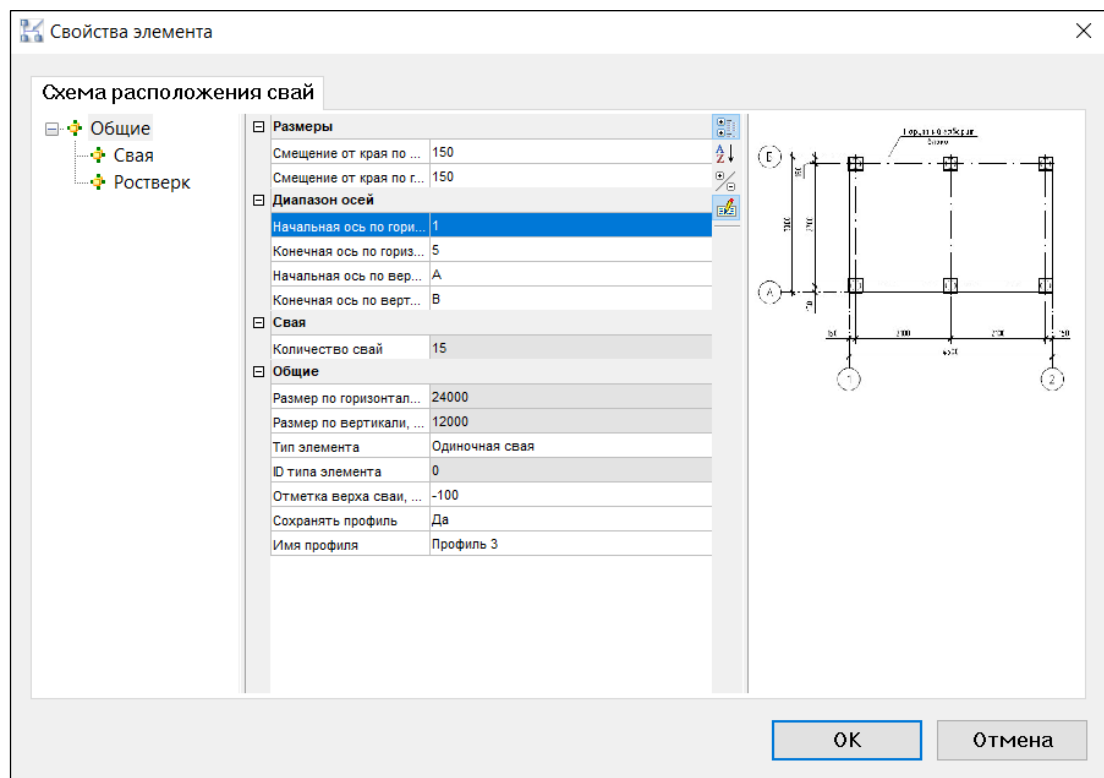 Свойства элемента
Схема расположения свай
Общие
Свая
Ростверк
Размеры
Смещение от края по ... 150
Смещение от края по г... 150
Диапазон осей
Начальная ось по гори... 1
Конечная ось по гориз... 5
Начальная ось по вер... А
Конечная ось по верт... В
Свая
Количество свай 15
Общие
Размер по горизонтал... 24000
Размер по вертикали, ... 12000
Тип элемента Одиночная свая
ID типа элемента 0
Отметка верха сваи, ... -100
Сохранять профиль Да
Имя профиля Профиль 3
А
1
2
ОК
Отмена